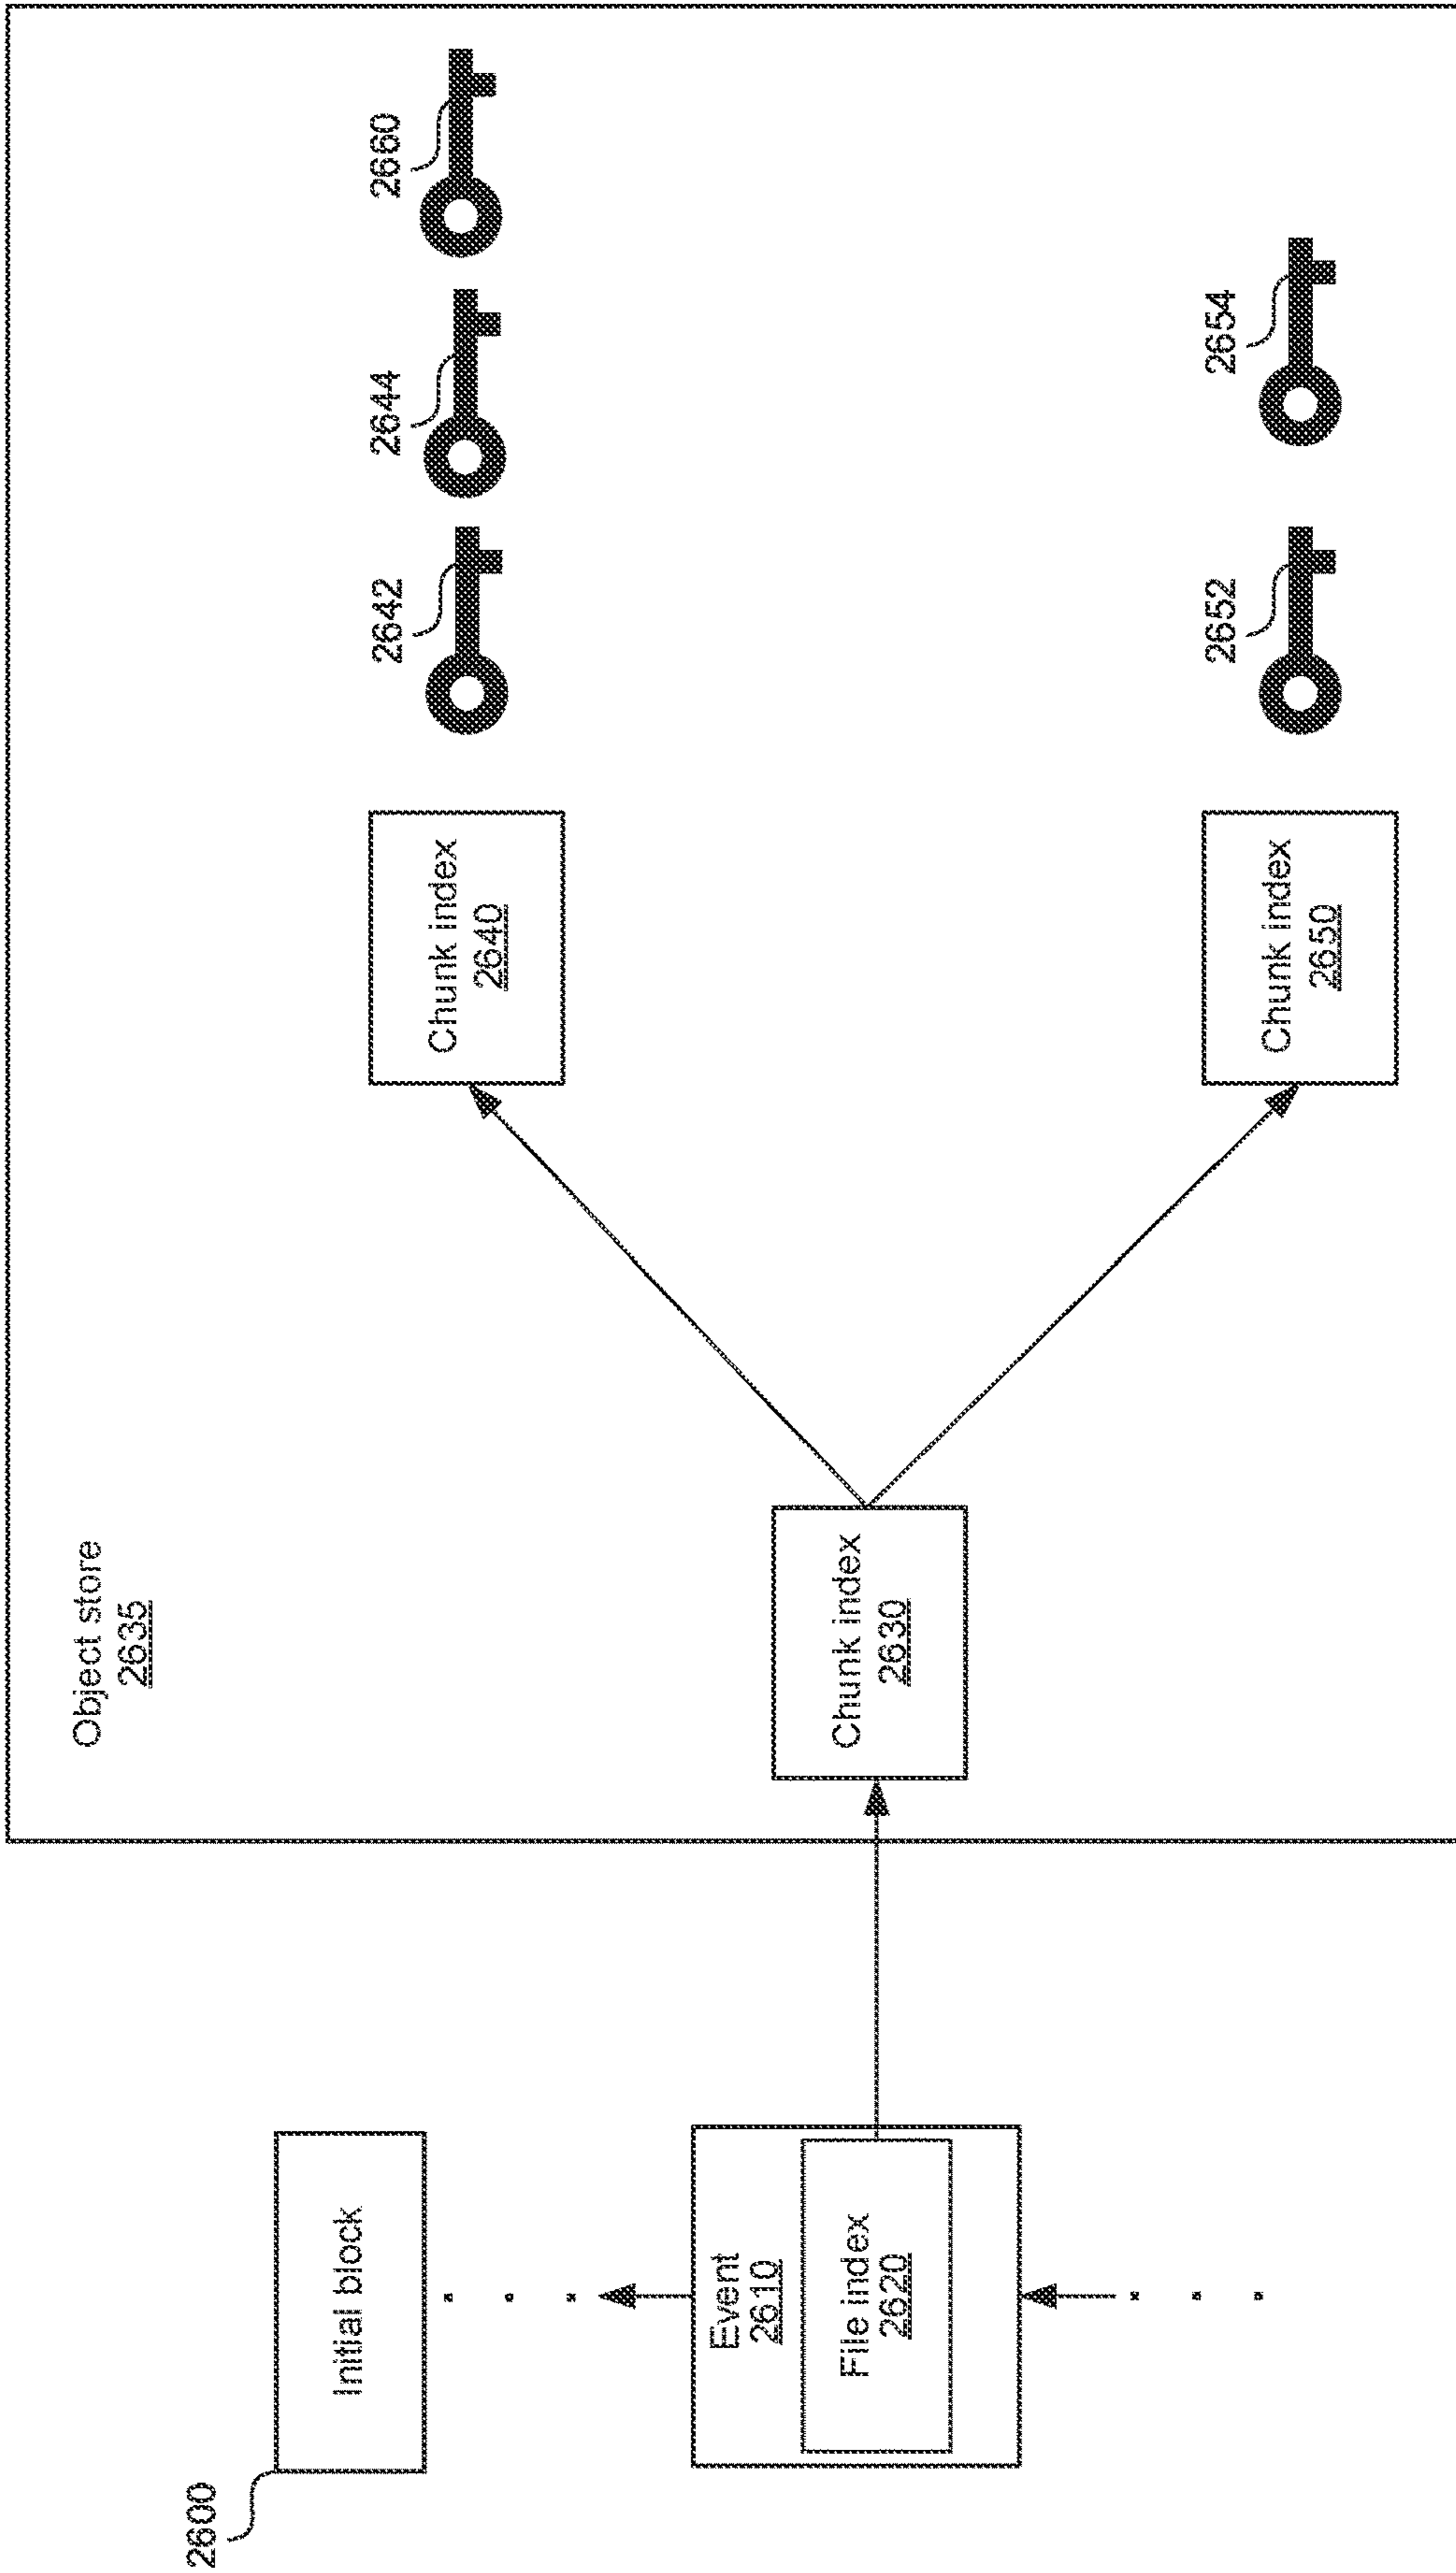 2600
Initial block
Event
2610
File index
2620
Object store
2635
Chunk index
2630
Chunk index
2640
2642
2644
2660
Chunk index
2650
2652
2654